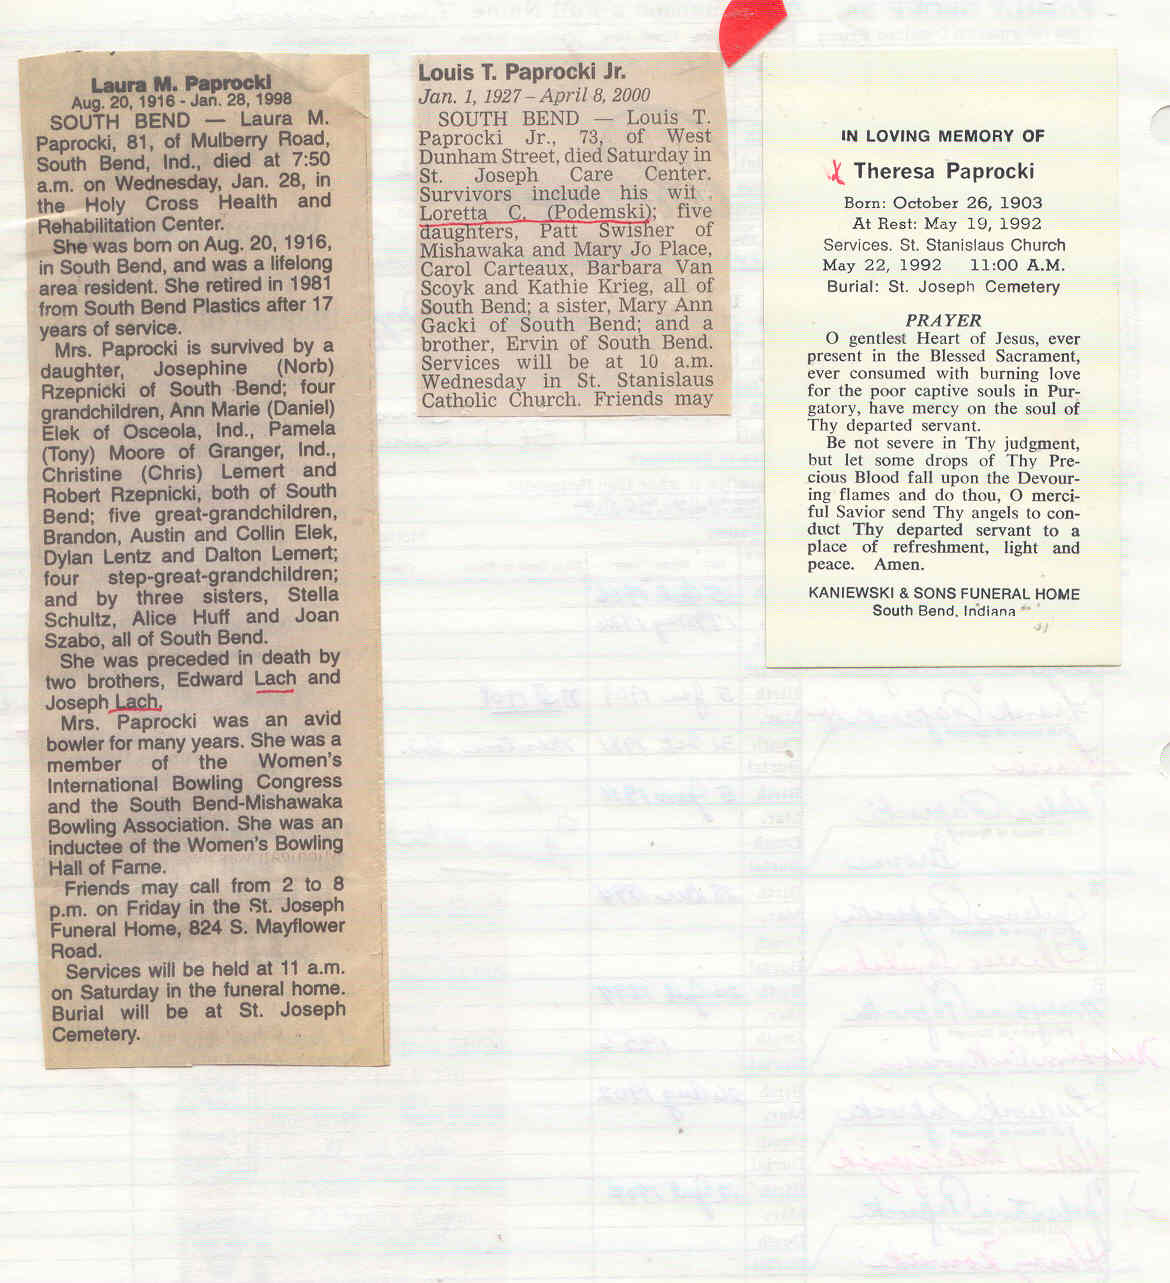 Laura M. Paprocki
Aug. 20, 1916 - Jan. 28, 1998
SOUTH BEND — Laura M.
Paprocki, 81, of Mulberry Road,
South Bend, Ind., died at 7:50
a.m. on Wednesday, Jan. 28, in
the Holy Cross Health and
Rehabilitation Center.
She was born on Aug. 20, 1916,
in South Bend, and was a lifelong
area resident. She retired in 1981
from South Bend Plastics after 17
years of service.
Mrs. Paprocki is survived by a
daughter, Josephine (Norb)
Rzepnicki of South Bend; four
grandchildren, Ann Marie (Daniel)
Elek of Osceola, Ind., Pamela
(Tony) Moore of Granger, Ind.,
Christine (Chris) Lemert and
Robert Rzepnicki, both of South
Bend; five great-grandchildren,
Brandon, Austin and Collin Elek,
Dylan Lentz and Dalton Lemert;
four step-great-grandchildren;
and by three sisters, Stella
Schultz, Alice Huff and Joan
Szabo, all of South Bend.
She was preceded in death by
two brothers, Edward Lach and
Joseph Lach.
Mrs. Paprocki was an avid
bowler for many years. She was a
member of the Women's
International Bowling Congress
and the South Bend-Mishawaka
Bowling Association. She was an
inductee of the Women's Bowling
Hall of Fame.
Friends may call from 2 to 8
p.m. on Friday in the St. Joseph
Funeral Home, 824 S. Mayflower
Road.
Services will be held at 11 a.m.
on Saturday in the funeral home.
Burial will be at St. Joseph
Cemetery.
Louis T. Paprocki Jr.
Jan. 1, 1927 – April 8, 2000
SOUTH BEND — Louis T.
Paprocki Jr., 73, of West
Dunham Street, died Saturday in
St. Joseph Care Center.
Survivors include his
Loretta C. (Podemski); five
daughters, Patt Swisher of
Mishawaka and Mary Jo Place,
Carol Carteaux, Barbara Van
Scoyk and Kathie Krieg, all of
South Bend; a sister, Mary Ann
Gacki of South Bend; and a
brother, Ervin of South Bend.
Services will be at 10 a.m.
Wednesday in St. Stanislaus
Catholic Church. Friends may
IN LOVING MEMORY OF
Theresa Paprocki
Born: October 26, 1903
At Rest: May 19, 1992
Services. St. Stanislaus Church
May 22, 1992 11:00 A.M.
Burial: St. Joseph Cemetery
PRAYER
O gentlest Heart of Jesus, ever
present in the Blessed Sacrament,
ever consumed with burning love
for the poor captive souls in Pur-
gatory, have mercy on the soul of
Thy departed servant.
Be not severe in Thy judgment,
but let some drops of Thy Pre-
cious Blood fall upon the Devour-
ing flames and do thou, O merci-
ful Savior send Thy angels to con-
duct Thy departed servant to a
place of refreshment, light and
peace. Amen.
KANIEWSKI & SONS FUNERAL HOME
South Bend, Indiana